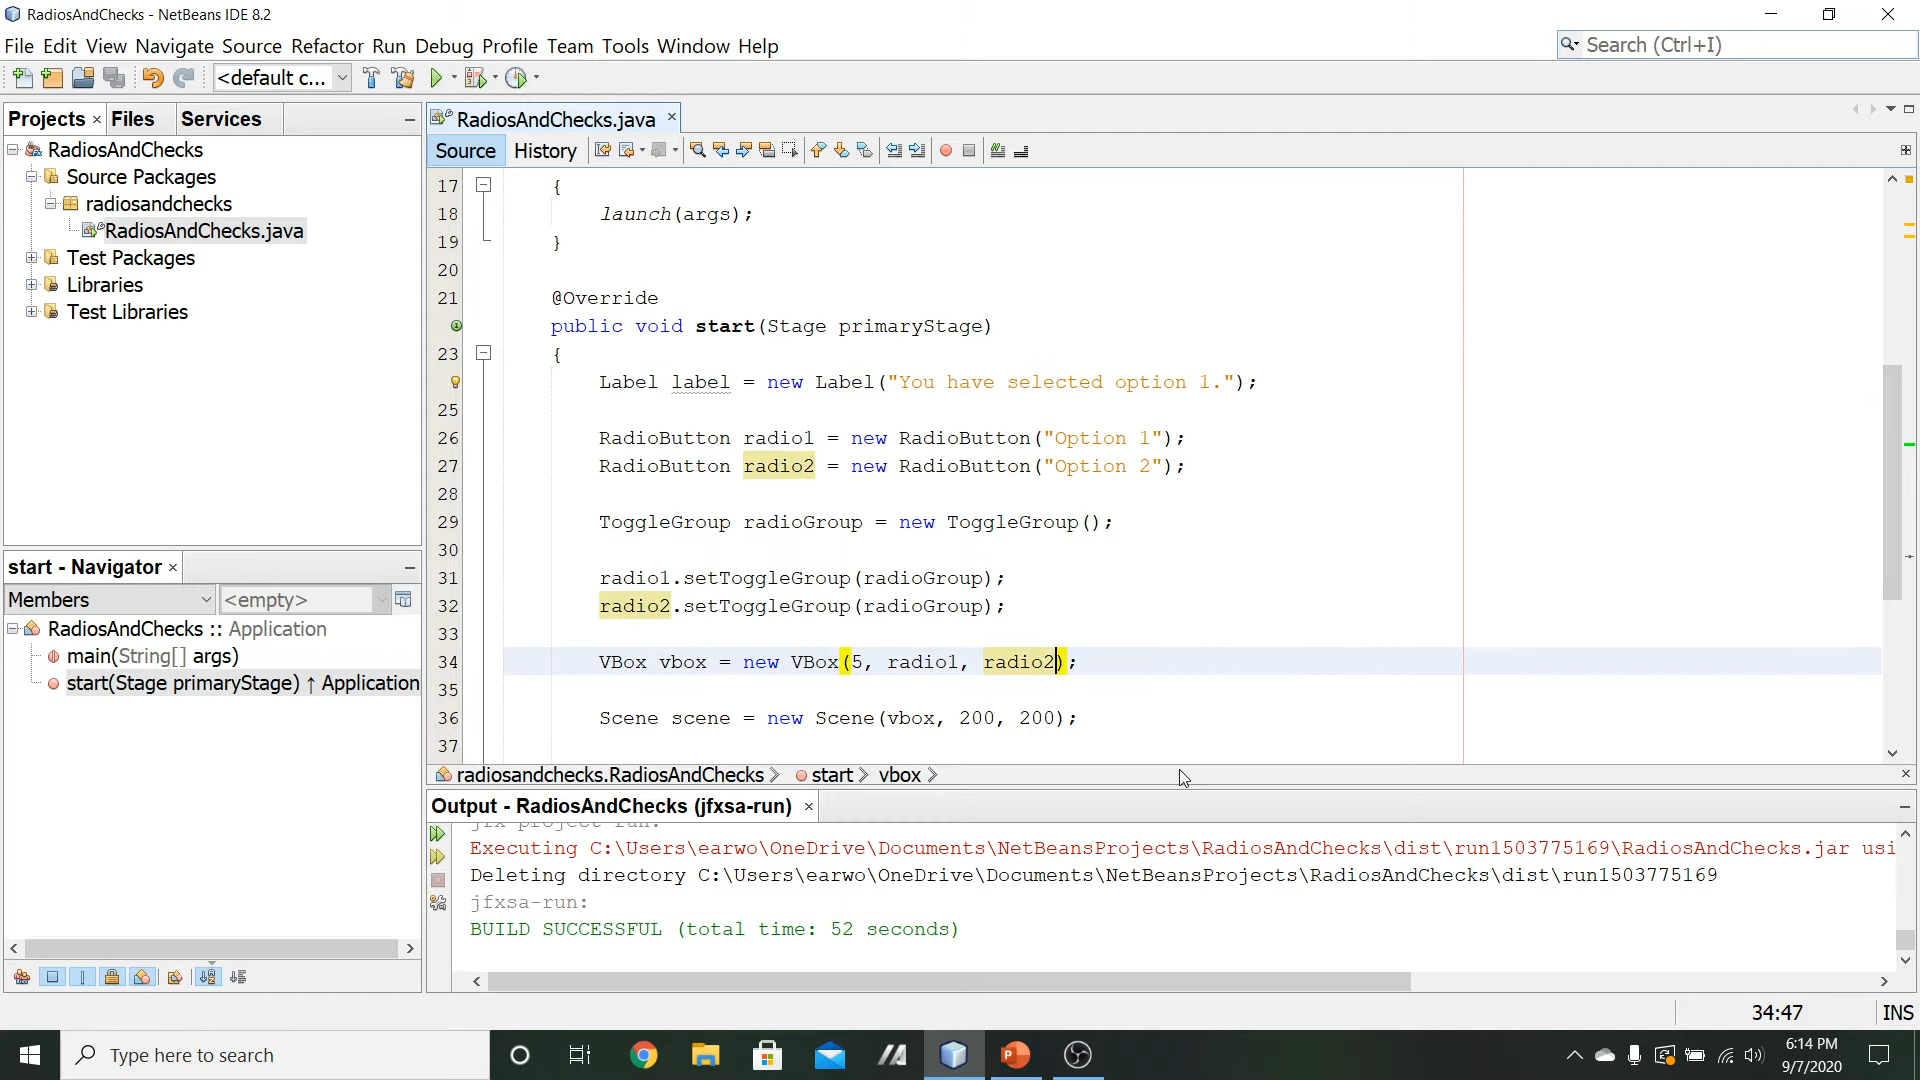 RadiosAndChecks - NetBeans IDE 8.2
File Edit View Navigate Source Refactor Run Debug Profile Team Tools Window Help
Search (Ctrl+I)
<default c...
Projects Files Services
RadiosAndChecks
Source Packages
radiosandchecks
RadiosAndChecks.java
Test Packages
Libraries
Test Libraries
start - Navigator
Members <empty>
RadiosAndChecks :: Application
main(String[] args)
start(Stage primaryStage) ↑ Application
RadiosAndChecks.java
Source History
17 {
18 launch(args);
19 }
20
21 @Override
public void start(Stage primaryStage)
23 {
Label label = new Label("You have selected option 1.");
25
26 RadioButton radio1 = new RadioButton("Option 1");
27 RadioButton radio2 = new RadioButton("Option 2");
28
29 ToggleGroup radioGroup = new ToggleGroup();
30
31 radio1.setToggleGroup(radioGroup);
32 radio2.setToggleGroup(radioGroup);
33
34 VBox vbox = new VBox(5, radio1, radio2);
35
36 Scene scene = new Scene(vbox, 200, 200);
37
radiosandchecks.RadiosAndChecks start vbox
Output - RadiosAndChecks (jfxsa-run)
jfx-project-run:
Executing C:\Users\earwo\OneDrive\Documents\NetBeansProjects\RadiosAndChecks\dist\run1503775169\RadiosAndChecks.jar usi
Deleting directory C:\Users\earwo\OneDrive\Documents\NetBeansProjects\RadiosAndChecks\dist\run1503775169
jfxsa-run:
BUILD SUCCESSFUL (total time: 52 seconds)
34:47 INS
Type here to search
6:14 PM
9/7/2020